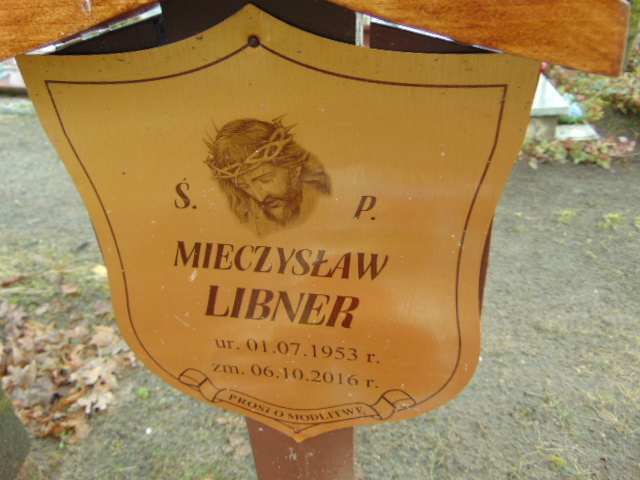 Ś. P.
MIECZYSŁAW
LIBNER
ur. 01.07.1953 r.
zm. 06.10.2016 r.
PROSI O MODLITWĘ